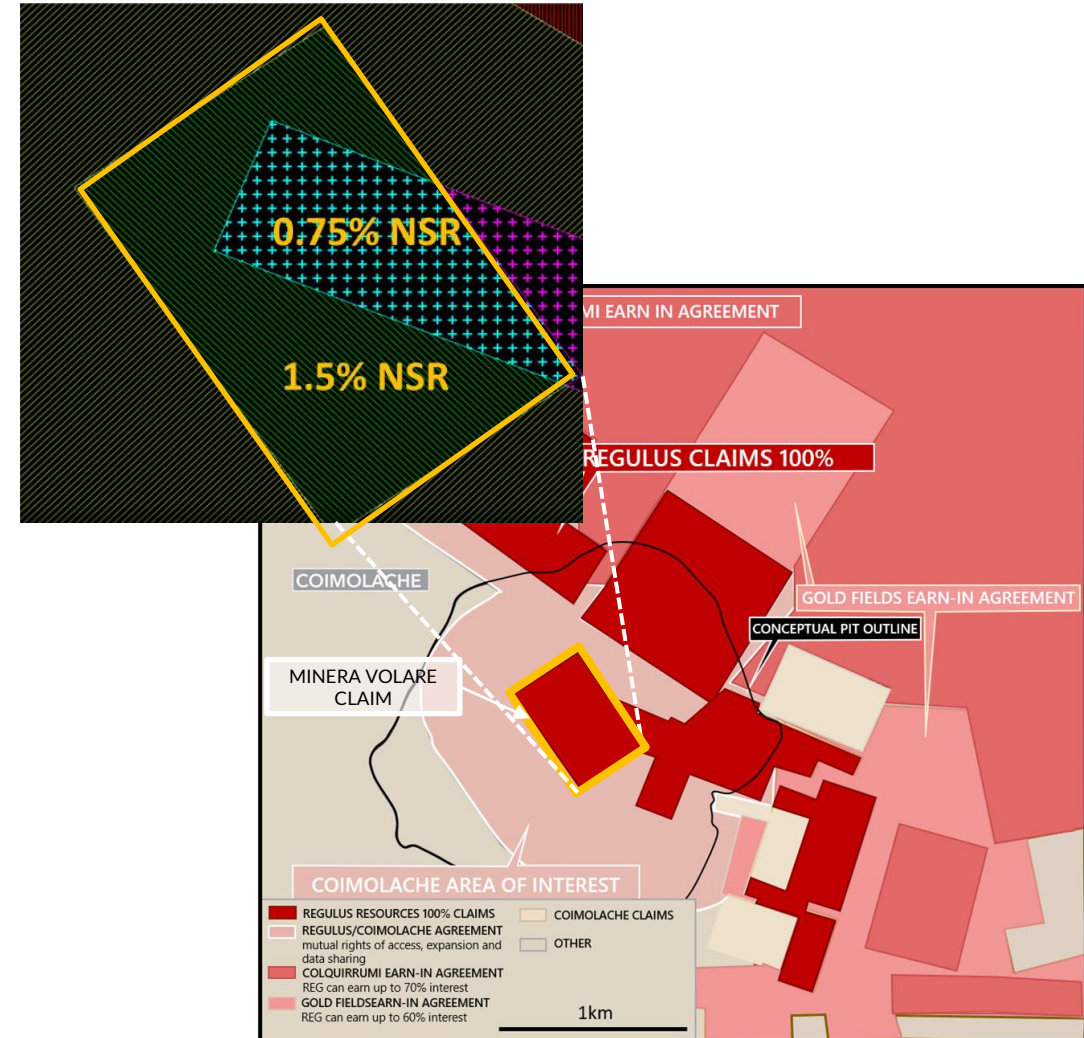 0.75% NSR
1.5% NSR
MI EARN IN AGREEMENT
REGULUS CLAIMS 100%
COIMOLACHE
GOLD FIELDS EARN-IN AGREEMENT
CONCEPTUAL PIT OUTLINE
MINERA VOLARE
CLAIM
COIMOLACHE AREA OF INTEREST
REGULUS RESOURCES 100% CLAIMS
REGULUS/COIMOLACHE AGREEMENT
mutual rights of access, expansion and
data sharing
COLQUIRRUMI EARN-IN AGREEMENT
REG can earn up to 70% interest
GOLD FIELDSEARN-IN AGREEMENT
REG can earn up to 60% interest
COIMOLACHE CLAIMS
OTHER
1km